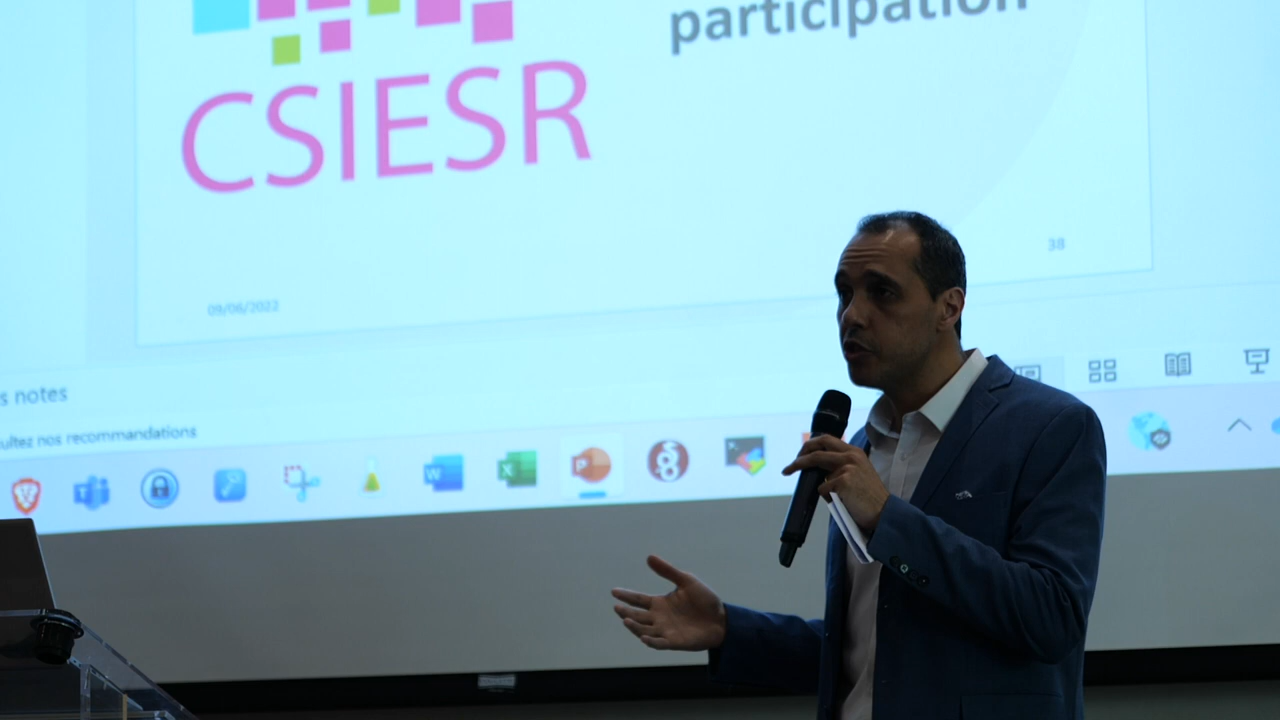 participation
CSIESR
38
09/06/2022
s notes
ultez nos recommandations